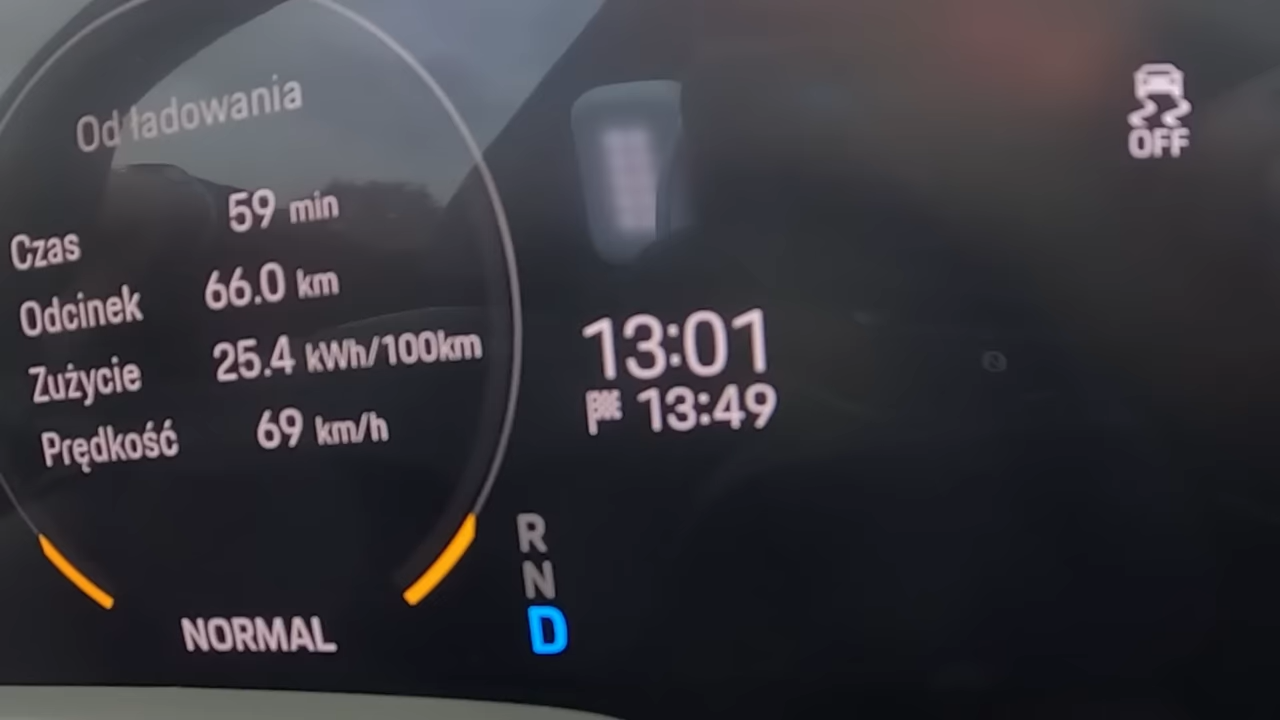 Od ładowania
Czas 59 min
Odcinek 66.0 km
Zużycie 25.4 kWh/100km
Prędkość 69 km/h
13:01
13:49
R
N
D
NORMAL
OFF